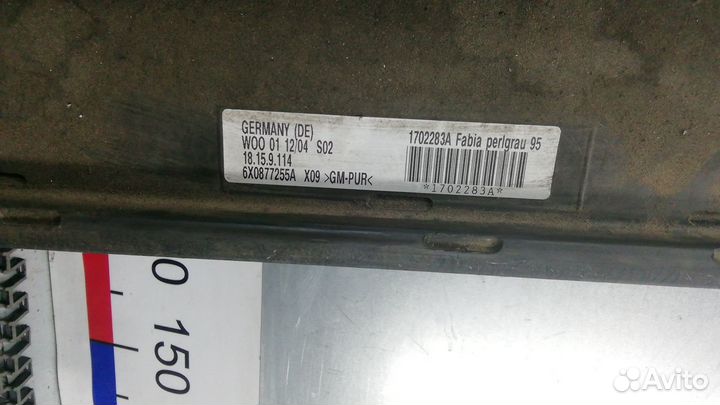 GERMANY (DE)
WOO 01 12/04 S02
18.15.9.114
6X0877255A X09 >GM-PUR<
1702283A Fabia perlgrau 95
*1702283A*
0 150
Avito